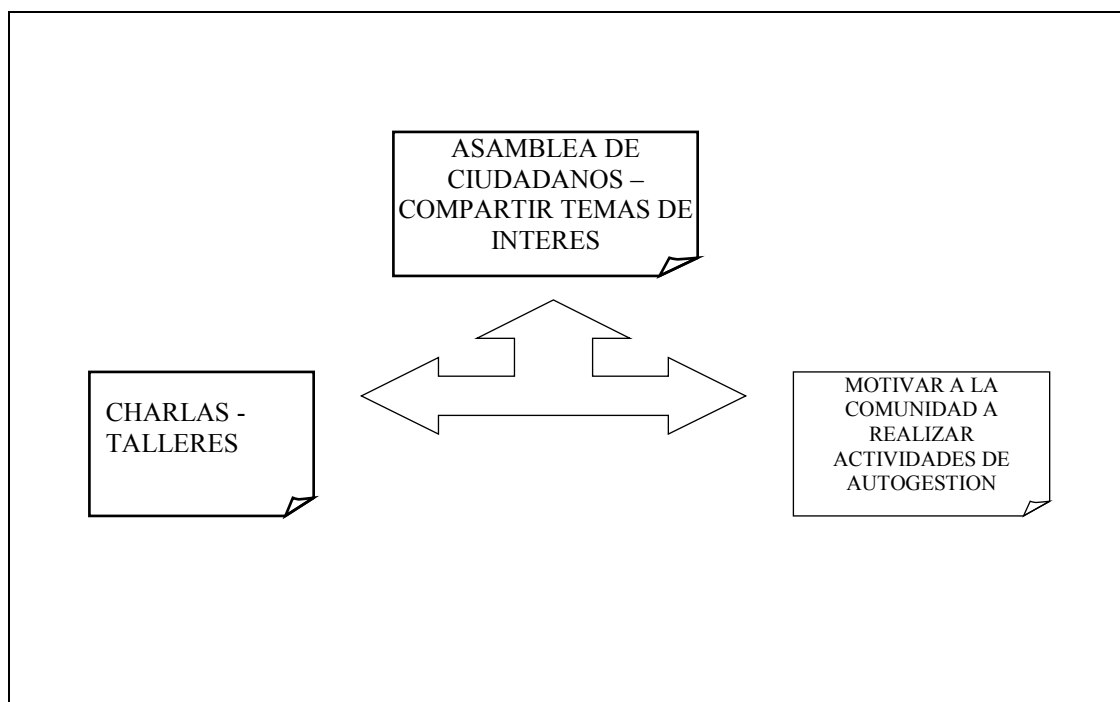 ASAMBLEA DE
CIUDADANOS –
COMPARTIR TEMAS DE
INTERES
CHARLAS -
TALLERES
MOTIVAR A LA
COMUNIDAD A
REALIZAR
ACTIVIDADES DE
AUTOGESTION